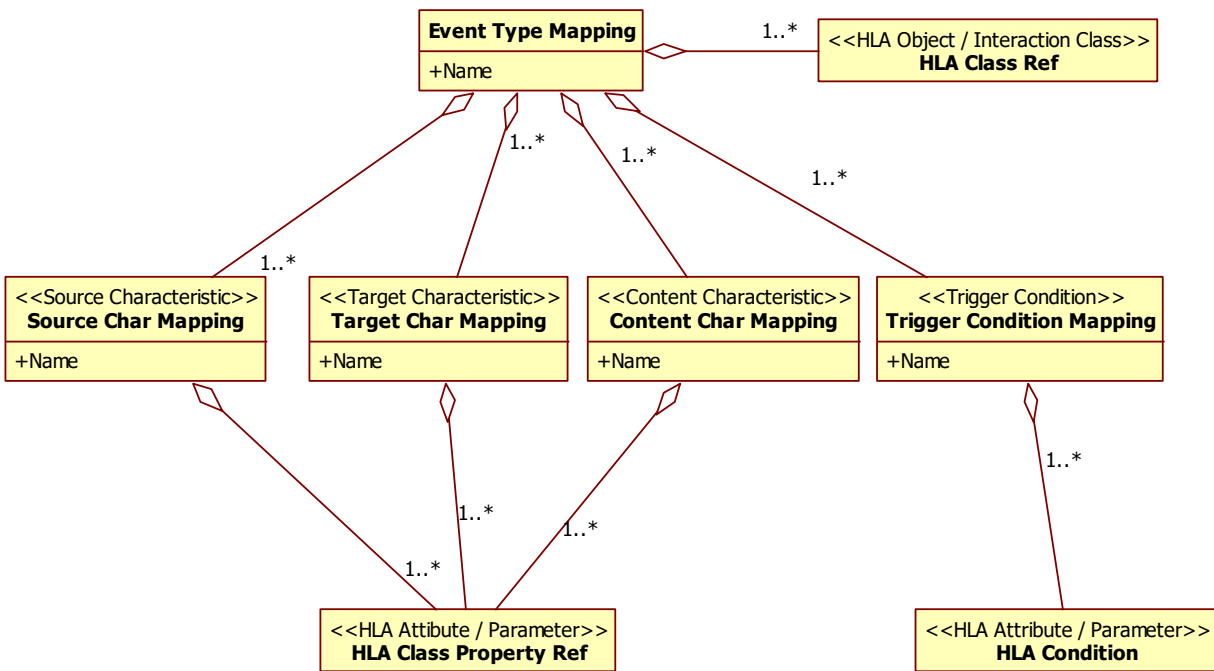 Event Type Mapping
+Name
1..*
<<HLA Object / Interaction Class>>
HLA Class Ref
1..*
1..*
1..*
1..*
<<Source Characteristic>>
Source Char Mapping
+Name
<<Target Characteristic>>
Target Char Mapping
+Name
<<Content Characteristic>>
Content Char Mapping
+Name
<<Trigger Condition>>
Trigger Condition Mapping
+Name
1..*
1..*
1..*
1..*
<<HLA Attibute / Parameter>>
HLA Class Property Ref
<<HLA Attribute / Parameter>>
HLA Condition